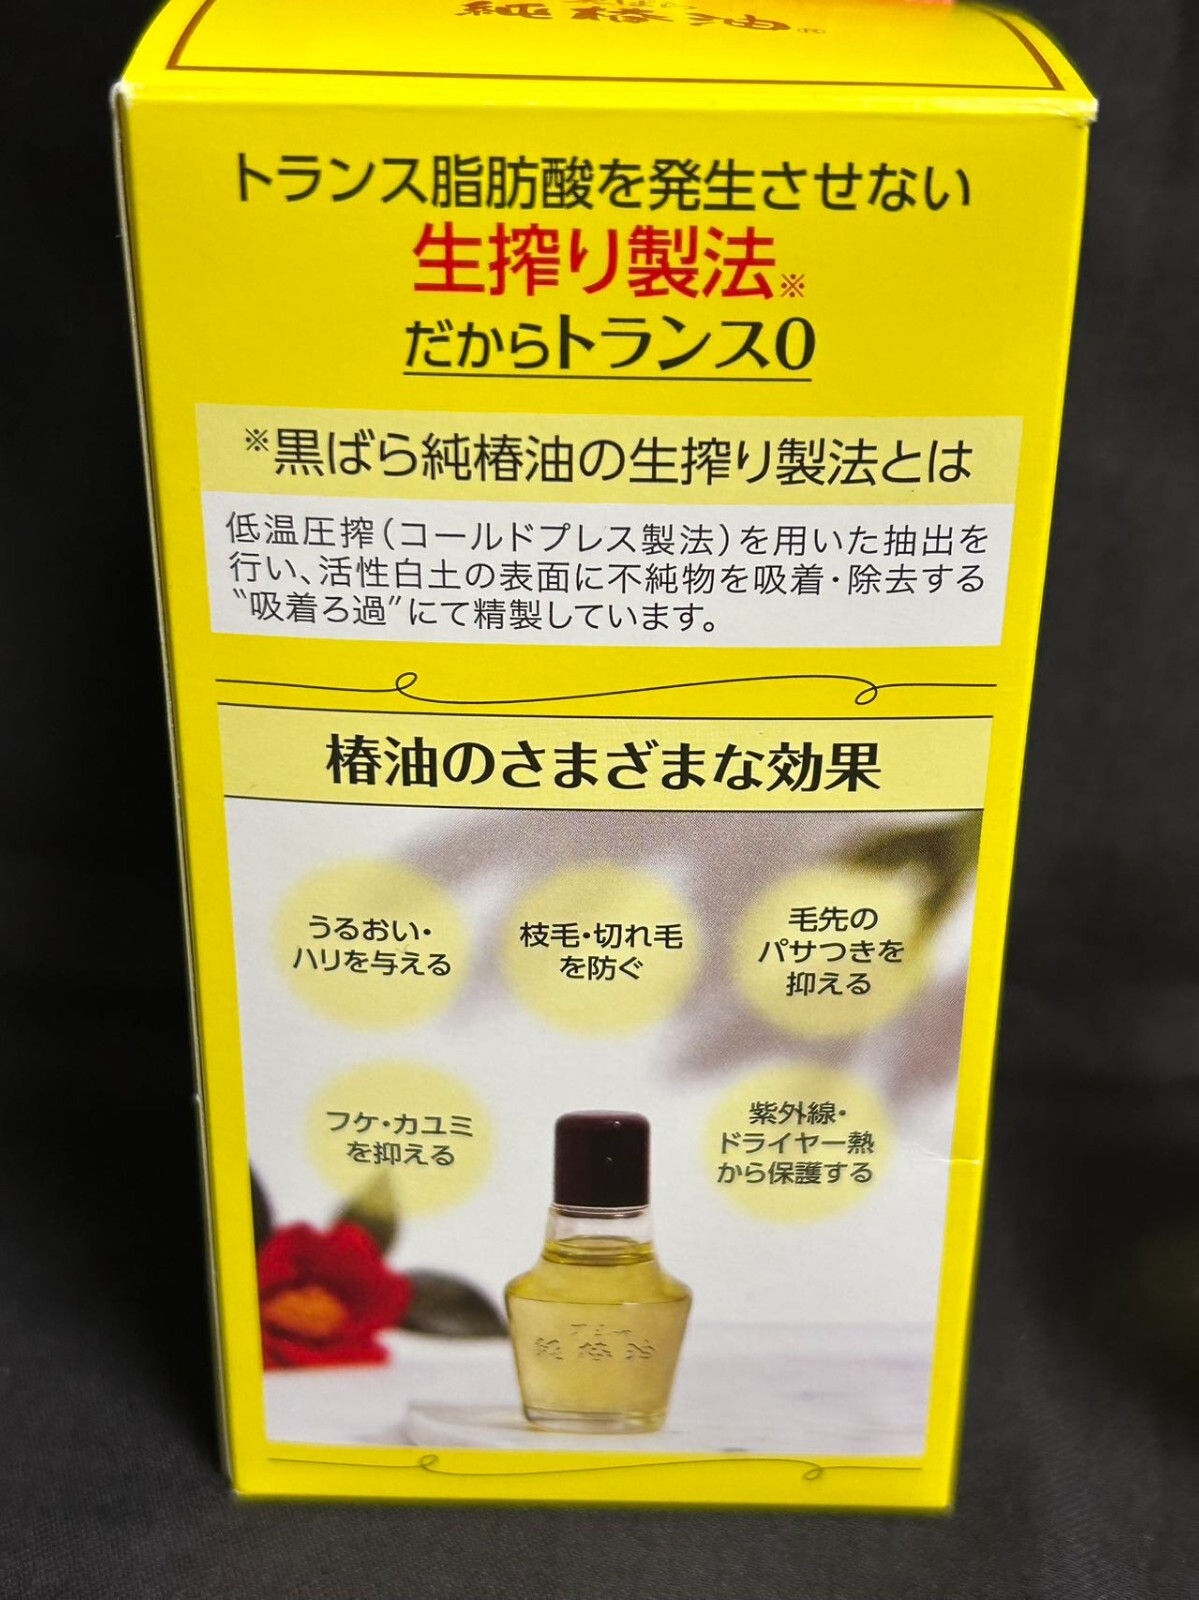 純椿油®
トランス脂肪酸を発生させない
生搾り製法※
だからトランス0
※黒ばら純椿油の生搾り製法とは
低温圧搾(コールドプレス製法)を用いた抽出を
行い、活性白土の表面に不純物を吸着・除去する
“吸着ろ過”にて精製しています。
椿油のさまざまな効果
うるおい・
ハリを与える
枝毛・切れ毛
を防ぐ
毛先の
パサつきを
抑える
フケ・カユミ
を抑える
紫外線・
ドライヤー熱
から保護する
純椿油